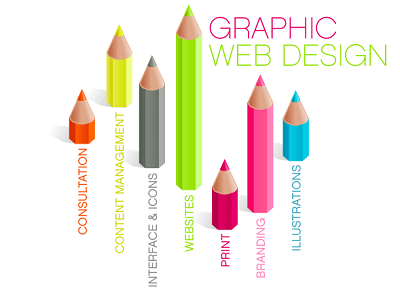 GRAPHIC
WEB DESIGN
CONSULTATION
CONTENT MANAGEMENT
INTERFACE & ICONS
WEBSITES
PRINT
BRANDING
ILLUSTRATIONS